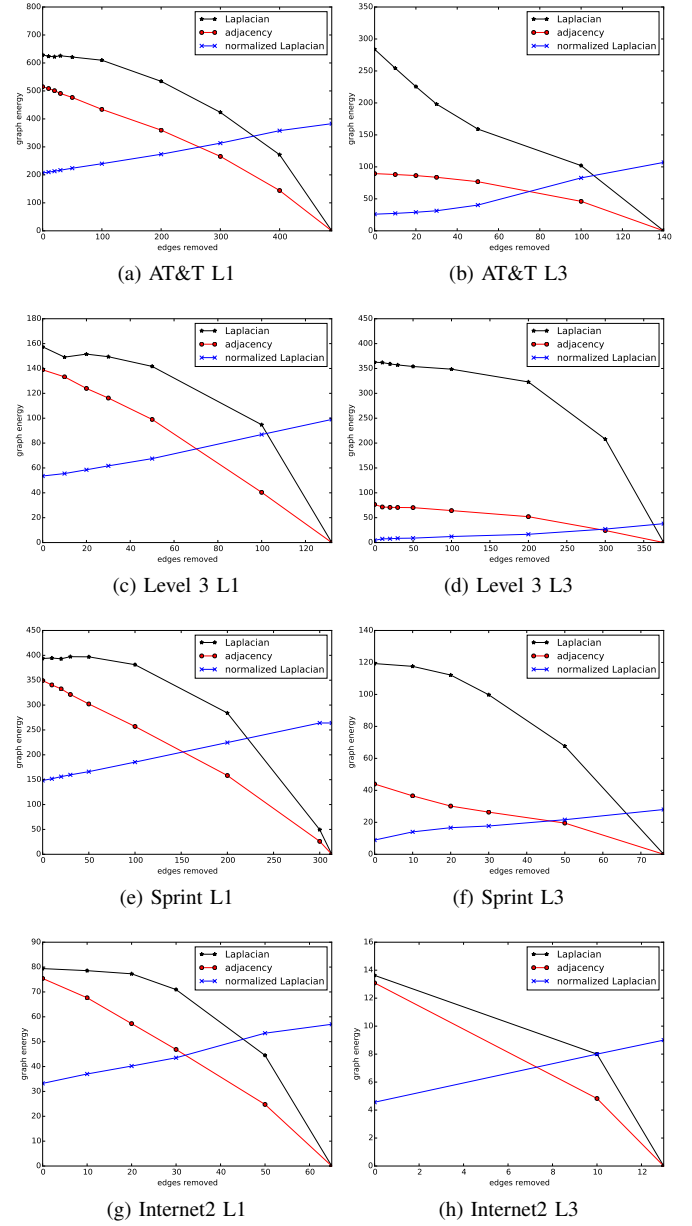 Laplacian
adjacency
normalized Laplacian
graph energy
800
700
600
500
400
300
200
100
0
0 100 200 300 400
edges removed
(a) AT&T L1
Laplacian
adjacency
normalized Laplacian
graph energy
350
300
250
200
150
100
50
0
0 20 40 60 80 100 120 140
edges removed
(b) AT&T L3
Laplacian
adjacency
normalized Laplacian
graph energy
180
160
140
120
100
80
60
40
20
0
0 20 40 60 80 100 120
edges removed
(c) Level 3 L1
Laplacian
adjacency
normalized Laplacian
graph energy
450
400
350
300
250
200
150
100
50
0
0 50 100 150 200 250 300 350
edges removed
(d) Level 3 L3
Laplacian
adjacency
normalized Laplacian
graph energy
450
400
350
300
250
200
150
100
50
0
0 50 100 150 200 250 300
edges removed
(e) Sprint L1
Laplacian
adjacency
normalized Laplacian
graph energy
140
120
100
80
60
40
20
0
0 10 20 30 40 50 60 70
edges removed
(f) Sprint L3
Laplacian
adjacency
normalized Laplacian
graph energy
90
80
70
60
50
40
30
20
10
0
0 10 20 30 40 50 60
edges removed
(g) Internet2 L1
Laplacian
adjacency
normalized Laplacian
graph energy
16
14
12
10
8
6
4
2
0
0 2 4 6 8 10 12
edges removed
(h) Internet2 L3